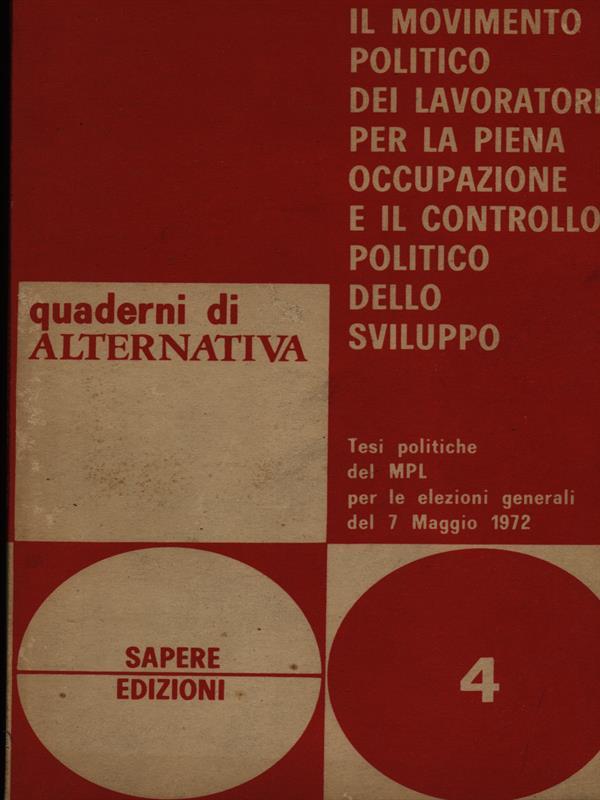 IL MOVIMENTO
POLITICO
DEI LAVORATORI
PER LA PIENA
OCCUPAZIONE
E IL CONTROLLO
POLITICO
DELLO
SVILUPPO
quaderni di
ALTERNATIVA
Tesi politiche
del MPL
per le elezioni generali
del 7 Maggio 1972
SAPERE
EDIZIONI
4